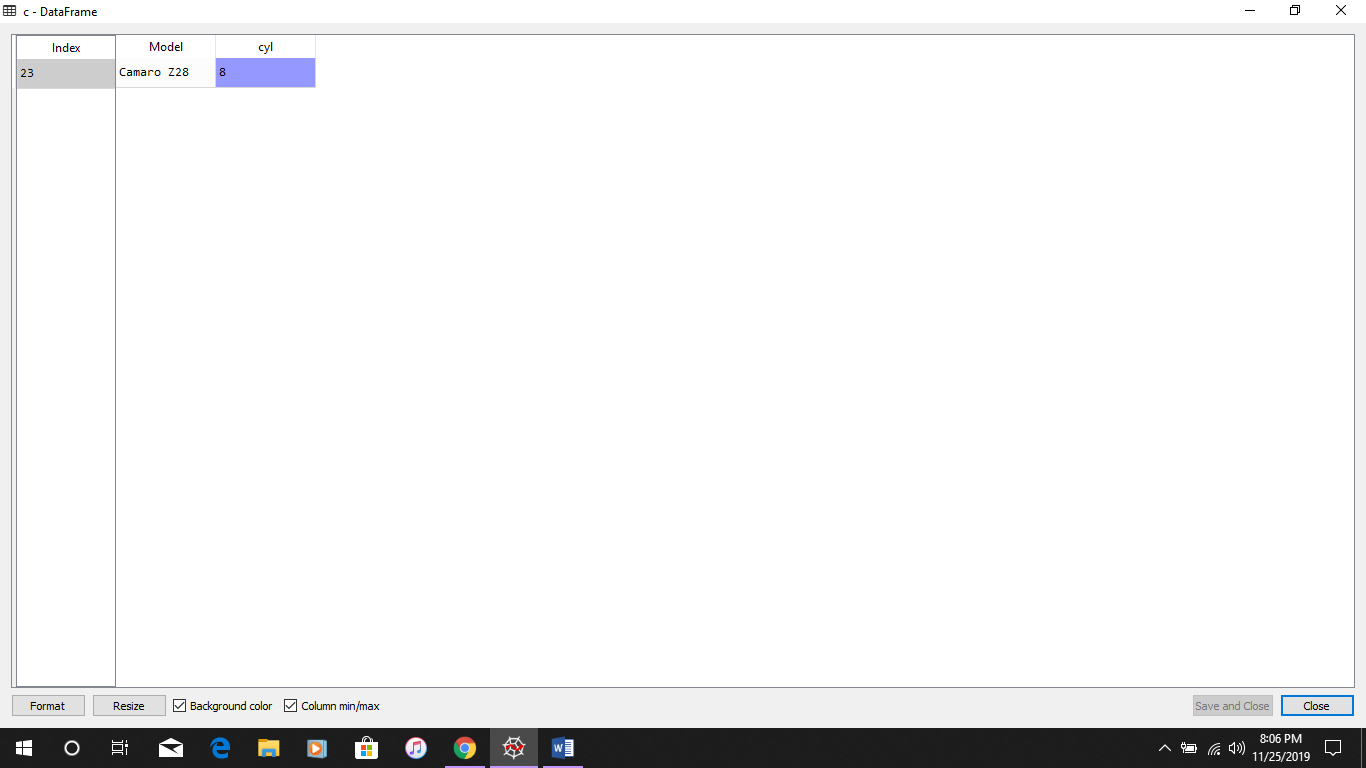 c - DataFrame
Index Model cyl
23 Camaro Z28 8
Format Resize Background color Column min/max Save and Close Close
8:06 PM
11/25/2019